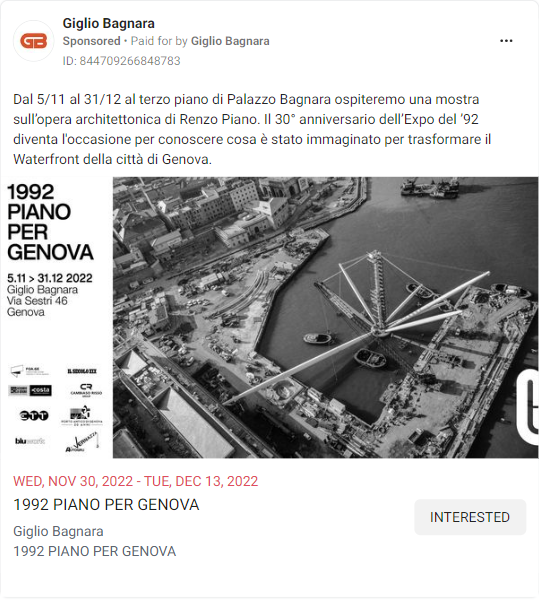 Giglio Bagnara
Sponsored • Paid for by Giglio Bagnara
ID: 844709266848783
Dal 5/11 al 31/12 al terzo piano di Palazzo Bagnara ospiteremo una mostra
sull'opera architettonica di Renzo Piano. Il 30° anniversario dell'Expo del '92
diventa l'occasione per conoscere cosa è stato immaginato per trasformare il
Waterfront della città di Genova.
1992
PIANO
PER
GENOVA
5.11 > 31.12 2022
Giglio Bagnara
Via Sestri 46
Genova
IL SECOLO XIX
costa
CR
CAMBIASO RISSO
ETT
PORTO ANTICO DI GENOVA
bluwork
WED, NOV 30, 2022 - TUE, DEC 13, 2022
1992 PIANO PER GENOVA
INTERESTED
Giglio Bagnara
1992 PIANO PER GENOVA